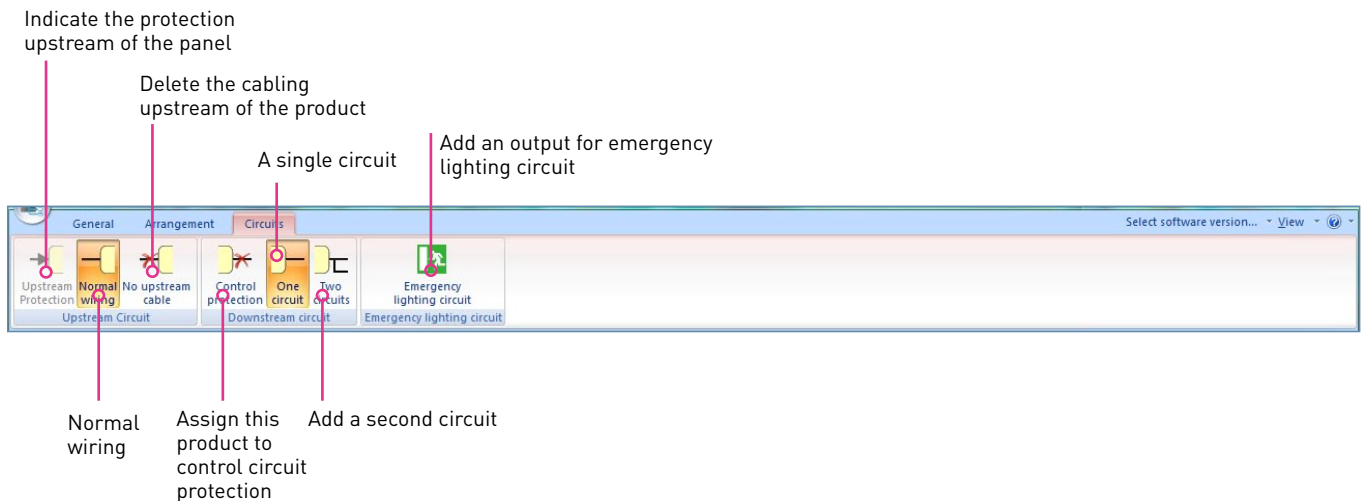 Indicate the protection
upstream of the panel
Delete the cabling
upstream of the product
A single circuit
Add an output for emergency
lighting circuit
General Arrangement Circuits Select software version... View
Upstream Protection
Normal wiring
No upstream cable
Control protection
One circuit
Two circuits
Emergency lighting circuit
Upstream Circuit Downstream circuit Emergency lighting circuit
Normal
wiring
Assign this
product to
control circuit
protection
Add a second circuit